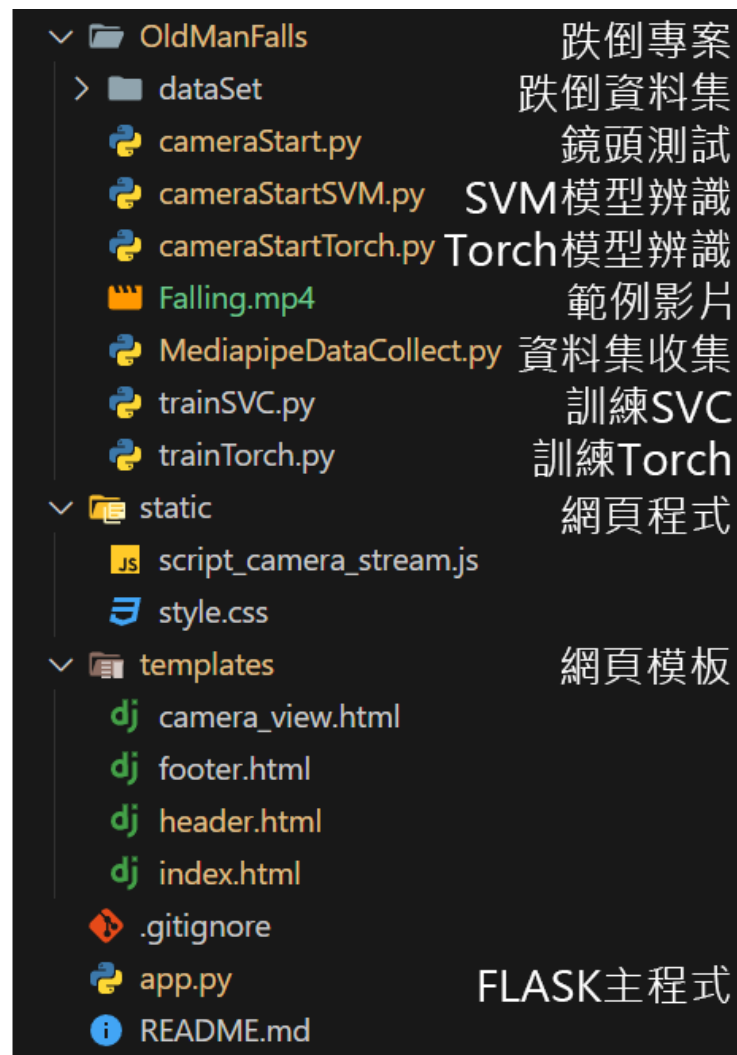 OldManFalls 跌倒專案
dataSet 跌倒資料集
cameraStart.py 鏡頭測試
cameraStartSVM.py SVM模型辨識
cameraStartTorch.py Torch模型辨識
Falling.mp4 範例影片
MediapipeDataCollect.py 資料集收集
trainSVC.py 訓練SVC
trainTorch.py 訓練Torch
static 網頁程式
JS script_camera_stream.js
style.css
templates 網頁模板
dj camera_view.html
dj footer.html
dj header.html
dj index.html
.gitignore
app.py FLASK主程式
README.md